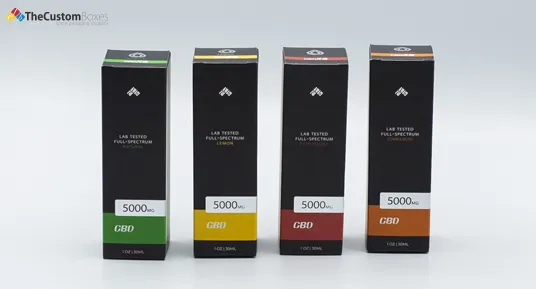 TheCustomBoxes
LAB TESTED
FULL-SPECTRUM
5000MG
CBD
1 OZ | 30ML
LAB TESTED
FULL-SPECTRUM
LEMON
5000MG
CBD
1 OZ | 30ML
LAB TESTED
FULL-SPECTRUM
5000MG
CBD
1 OZ | 30ML
LAB TESTED
FULL-SPECTRUM
5000MG
CBD
1 OZ | 30ML